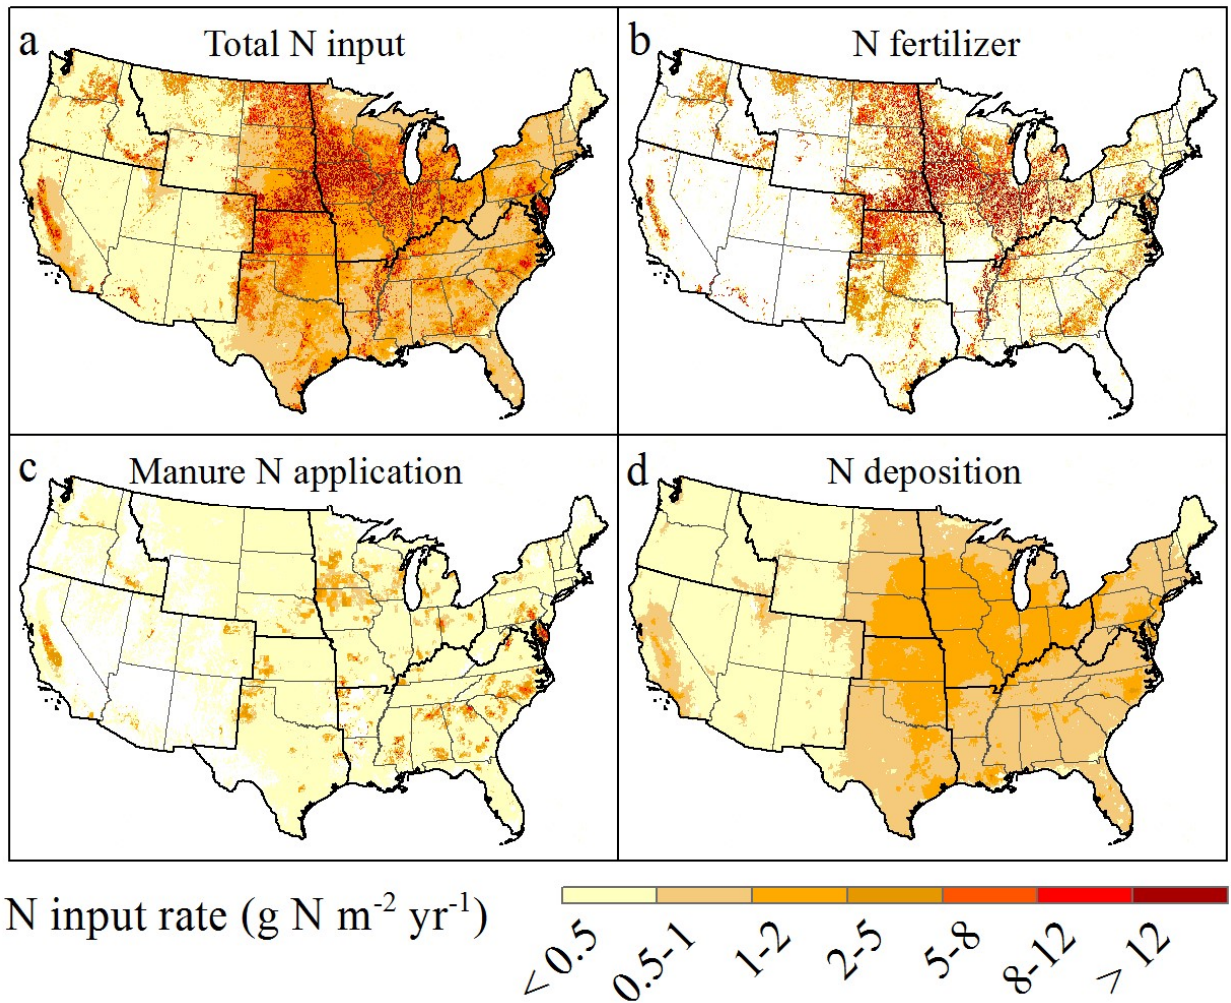 a Total N input
b N fertilizer
c Manure N application
d N deposition
N input rate (g N m⁻² yr⁻¹)
< 0.5
0.5-1
1-2
2-5
5-8
8-12
> 12